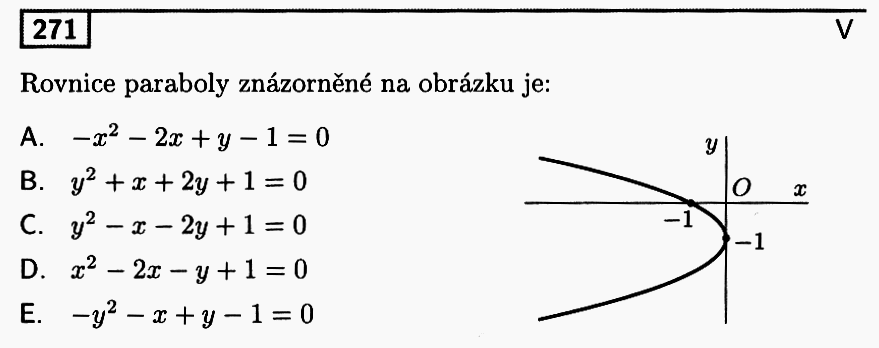 271 V
Rovnice paraboly znázorněné na obrázku je:
A. −x² − 2x + y − 1 = 0
B. y² + x + 2y + 1 = 0
C. y² − x − 2y + 1 = 0
D. x² − 2x − y + 1 = 0
E. −y² − x + y − 1 = 0
y
O x
−1
−1